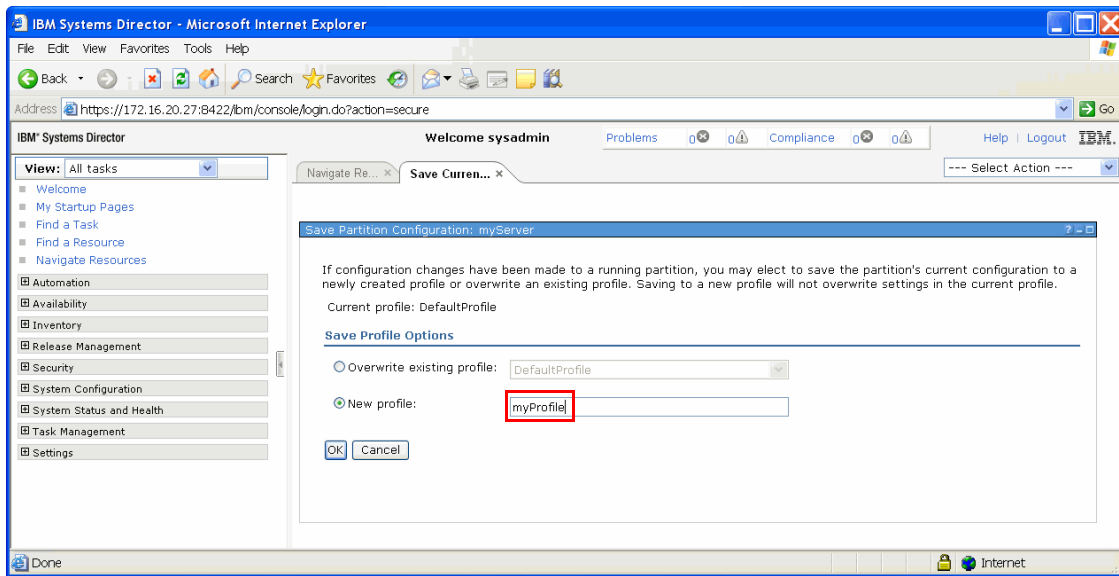 IBM Systems Director - Microsoft Internet Explorer
File Edit View Favorites Tools Help
Back Search Favorites
Address https://172.16.20.27:8422/ibm/console/login.do?action=secure Go
IBM® Systems Director Welcome sysadmin Problems 0 0 Compliance 0 0 Help | Logout IBM.
View: All tasks
Navigate Re... × Save Curren... × --- Select Action ---
Welcome
My Startup Pages
Find a Task
Find a Resource
Navigate Resources
Automation
Availability
Inventory
Release Management
Security
System Configuration
System Status and Health
Task Management
Settings
Save Partition Configuration: myServer ?
If configuration changes have been made to a running partition, you may elect to save the partition's current configuration to a
newly created profile or overwrite an existing profile. Saving to a new profile will not overwrite settings in the current profile.
Current profile: DefaultProfile
Save Profile Options
Overwrite existing profile: DefaultProfile
New profile: myProfile
OK Cancel
Done Internet